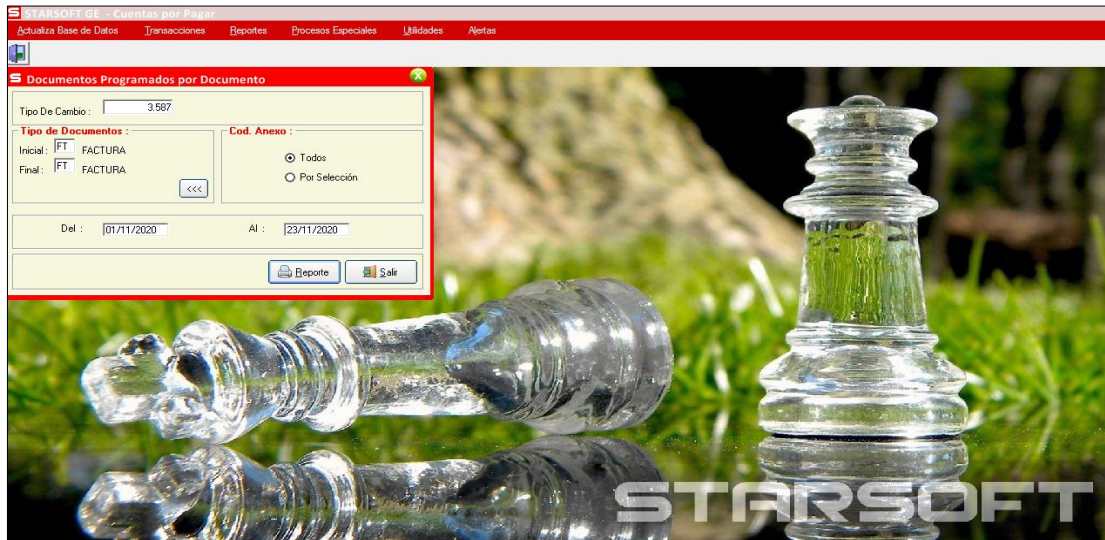 STARSOFT GE - Cuentas por Pagar
Actualiza Base de Datos Transacciones Reportes Procesos Especiales Utilidades Alertas
Documentos Programados por Documento
Tipo De Cambio : 3.587
Tipo de Documentos : Cod. Anexo :
Inicial : FT FACTURA
Todos
Final : FT FACTURA
Por Selección
<<<
Del : 01/11/2020 Al : 23/11/2020
Reporte Salir
STARSOFT